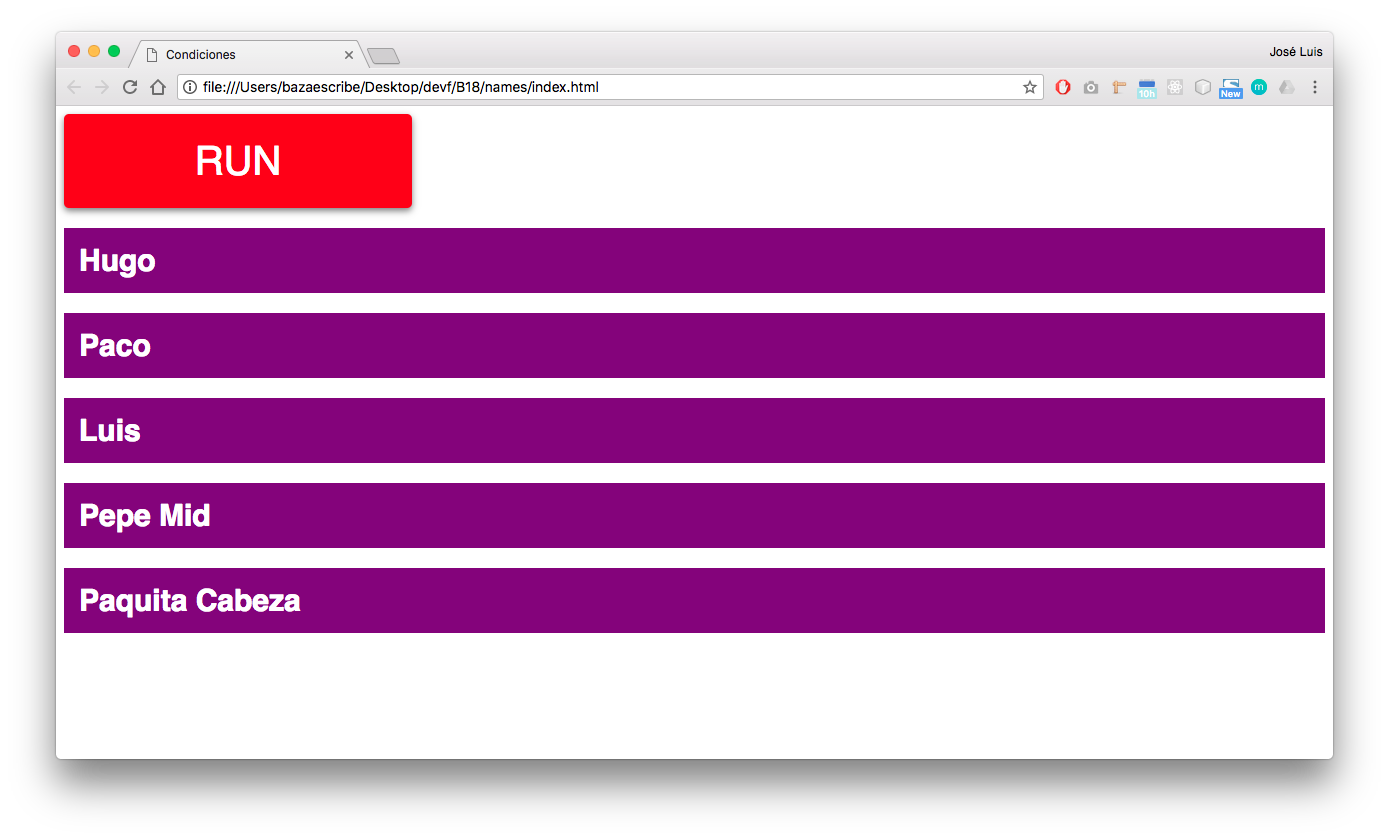 Condiciones
José Luis
file:///Users/bazaescribe/Desktop/devf/B18/names/index.html
10h
New
m
RUN
Hugo
Paco
Luis
Pepe Mid
Paquita Cabeza